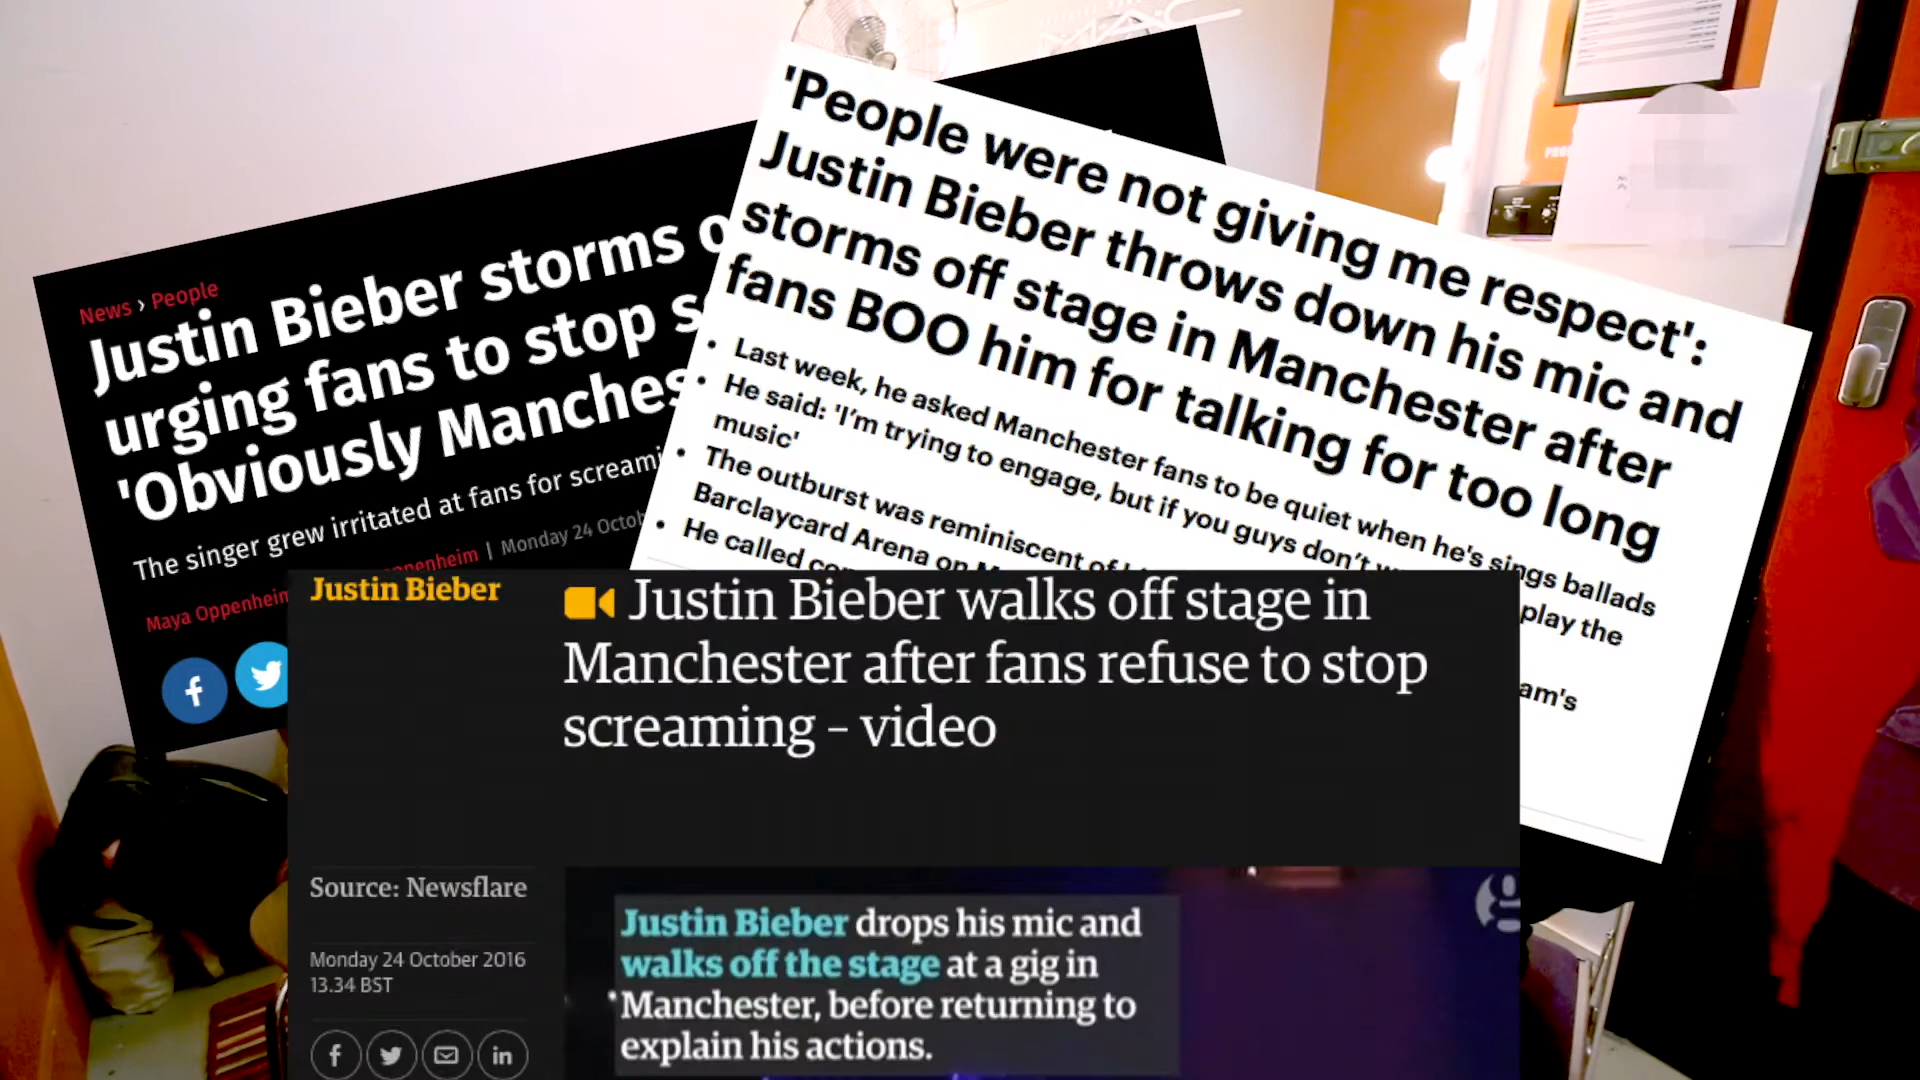 News › People
Justin Bieber storms
urging fans to stop
'Obviously
The singer grew irritated at fans for
Maya Oppenheim
| Monday 24
'People were not giving me respect':
Justin Bieber throws down his mic and
storms off stage in Manchester after
fans BOO him for talking for too long
• Last week, he asked Manchester fans to be quiet when he's sings ballads
• He said: 'I'm trying to engage, but if you guys don't play the
music'
• The outburst was reminiscent of
Barclaycard Arena on
• He called
Justin Bieber
Justin Bieber walks off stage in
Manchester after fans refuse to stop
screaming – video
Source: Newsflare
Monday 24 October 2016
13.34 BST
Justin Bieber drops his mic and
walks off the stage at a gig in
Manchester, before returning to
explain his actions.